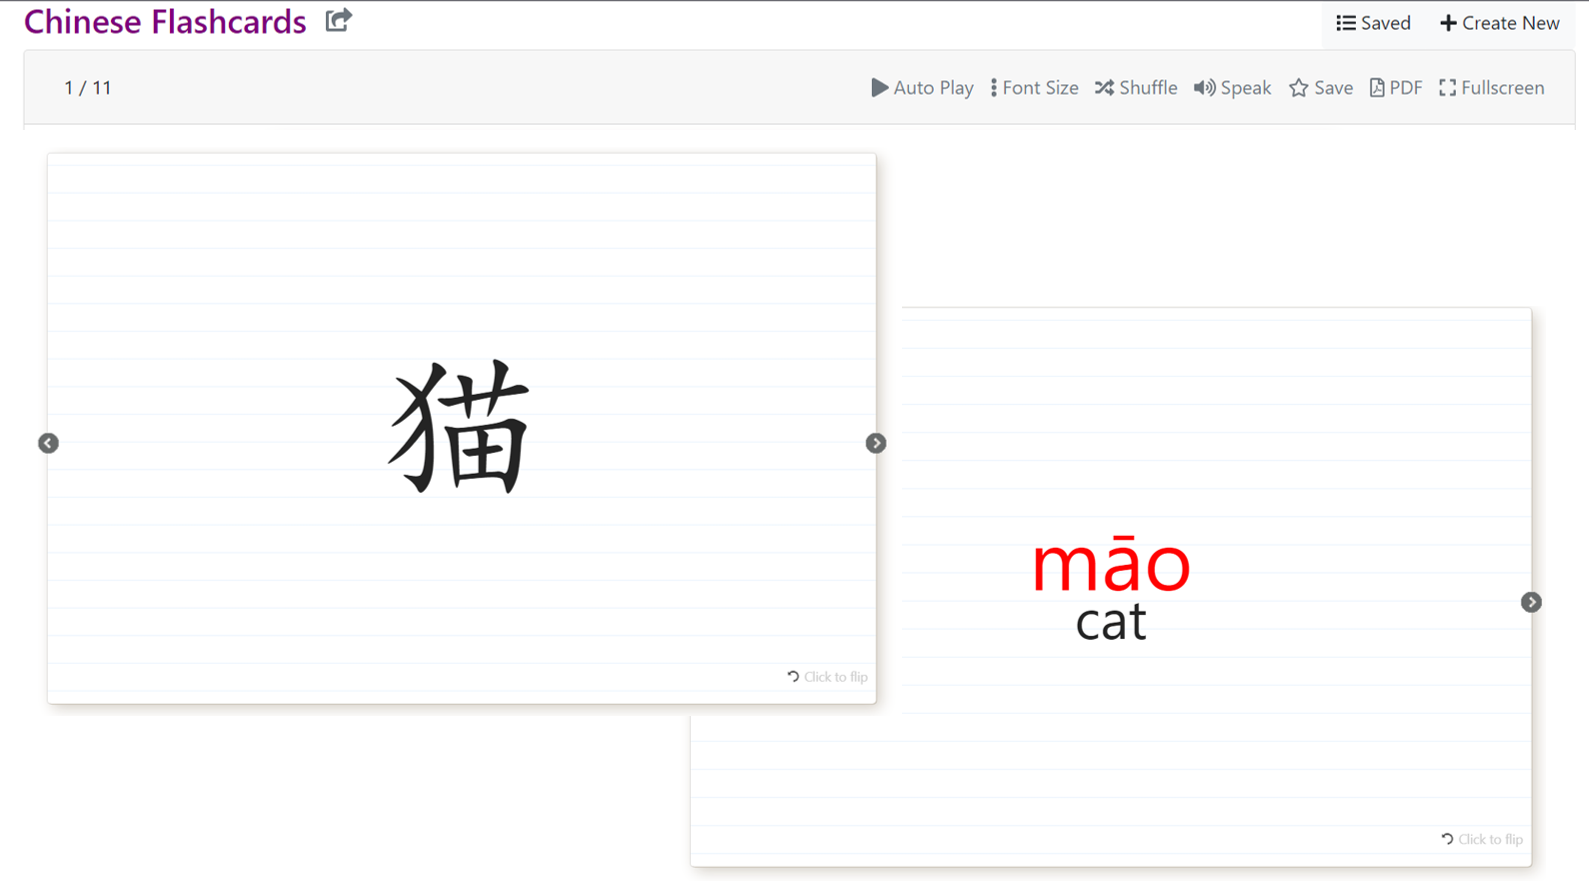 Chinese Flashcards
Saved Create New
1 / 11
Auto Play Font Size Shuffle Speak Save PDF Fullscreen
猫
Click to flip
māo
cat
Click to flip